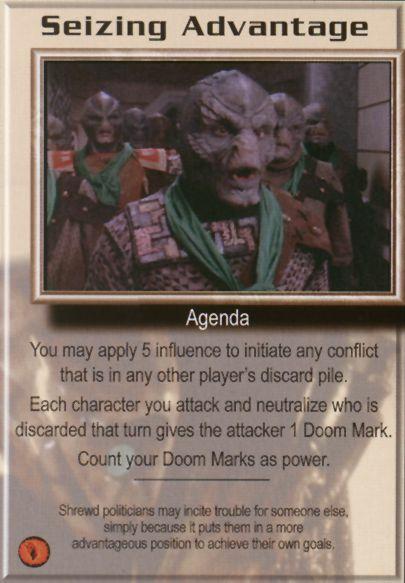 Seizing Advantage
Agenda
You may apply 5 influence to initiate any conflict
that is in any other player's discard pile.
Each character you attack and neutralize who is
discarded that turn gives the attacker 1 Doom Mark.
Count your Doom Marks as power.
Shrewd politicians may incite trouble for someone else,
simply because it puts them in a more
advantageous position to achieve their own goals.